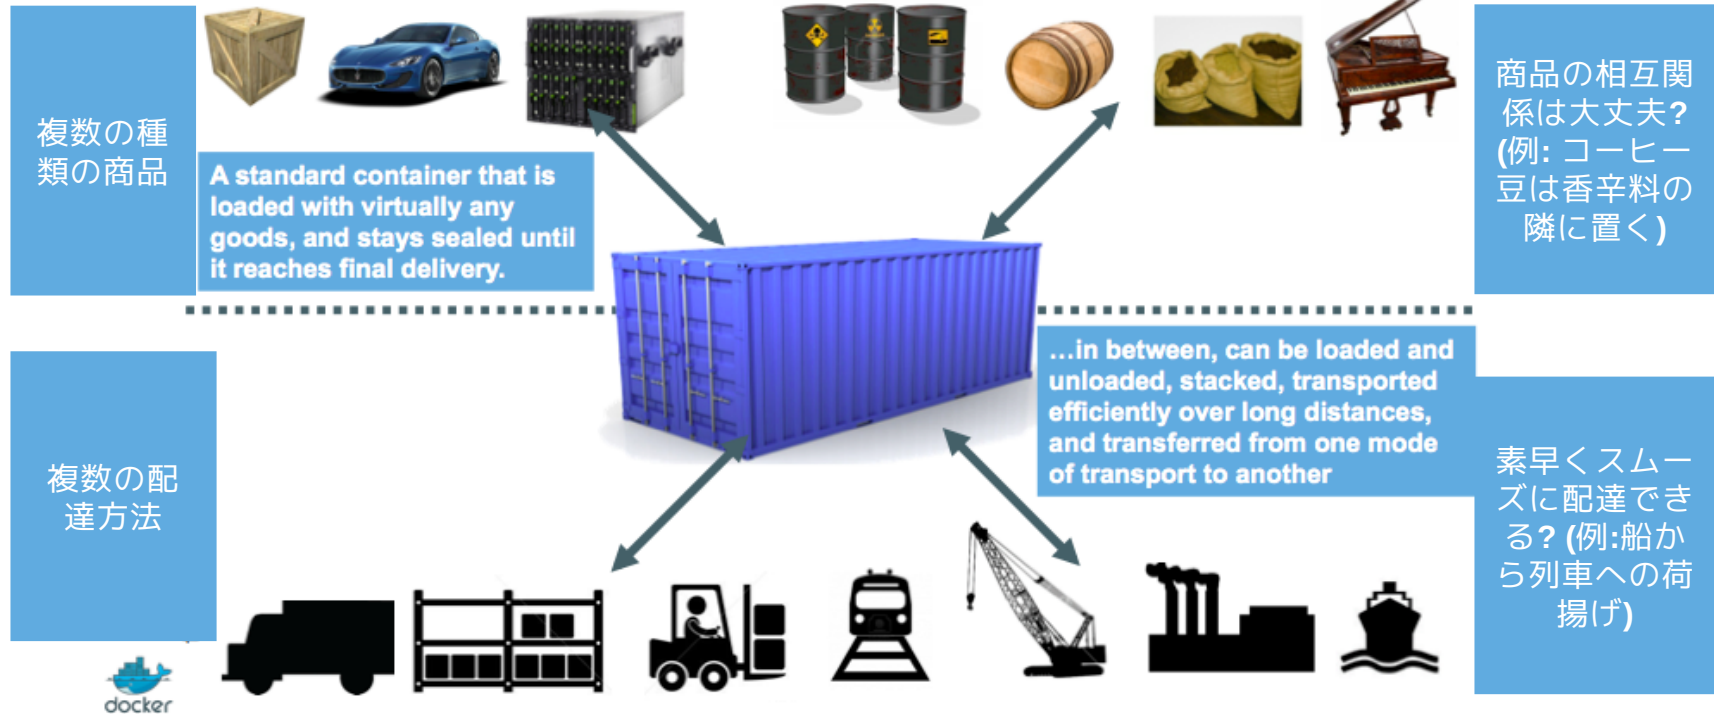 複数の種
類の商品
A standard container that is
loaded with virtually any
goods, and stays sealed until
it reaches final delivery.
商品の相互関
係は大丈夫?
(例: コーヒー
豆は香辛料の
隣に置く)
複数の配
達方法
...in between, can be loaded and
unloaded, stacked, transported
efficiently over long distances,
and transferred from one mode
of transport to another
素早くスムー
ズに配達でき
る? (例:船か
ら列車への荷
揚げ)
docker